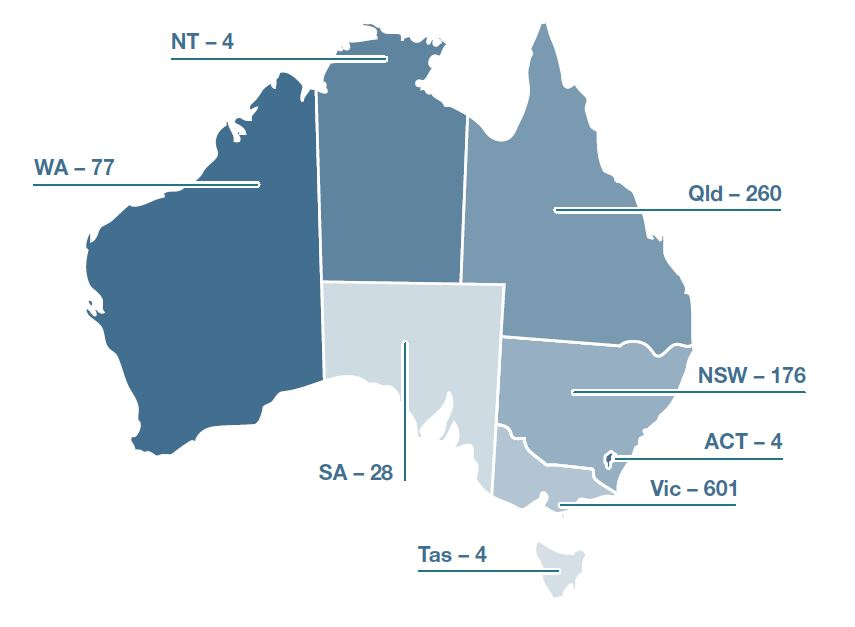 NT – 4
WA – 77
Qld – 260
NSW – 176
ACT – 4
SA – 28
Vic – 601
Tas – 4